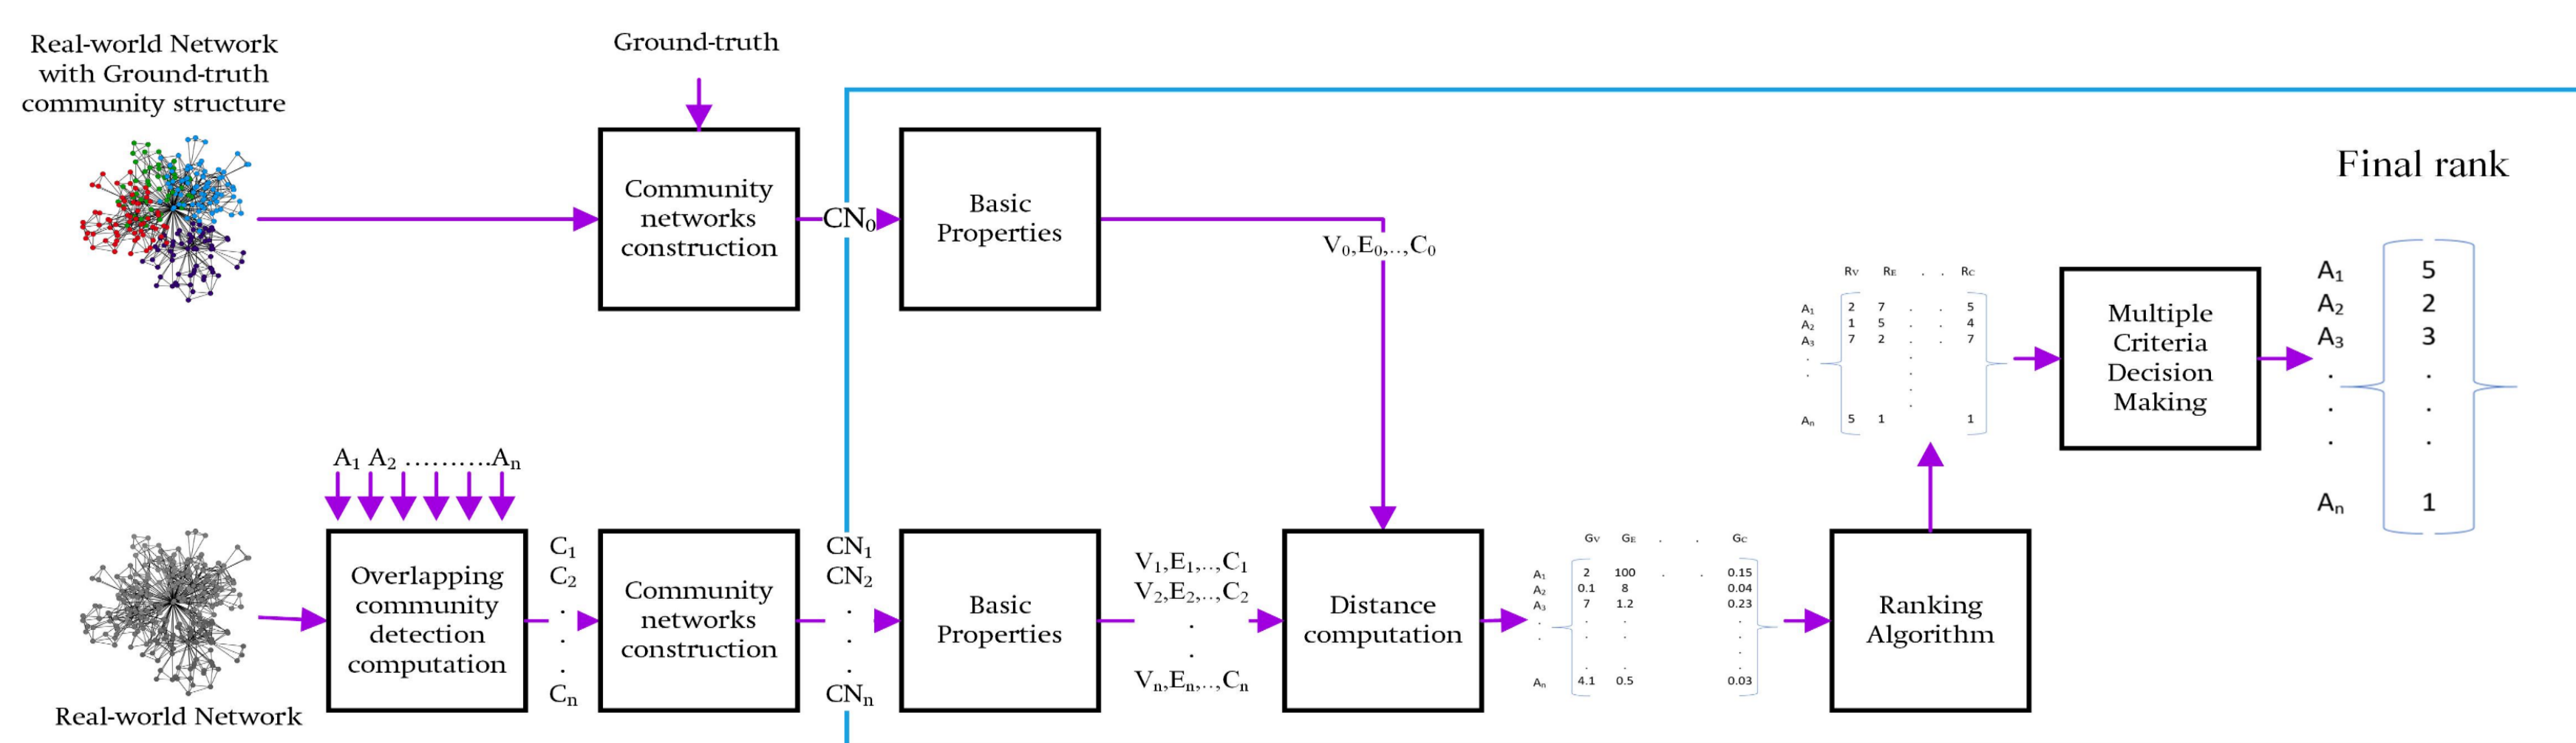 Real-world Network
with Ground-truth
community structure
Ground-truth
Community
networks
construction
CN₀
Basic
Properties
V₀,E₀,..,C₀
Final rank
A₁ 5
A₂ 2
A₃ 3
.
.
.
Aₙ 1
Rᵥ Rᴇ . . Rc
A₁ 2 7 . . 5
A₂ 1 5 . . 4
A₃ 7 2 . . 7
. .
. .
.
.
Aₙ 5 1 1
Multiple
Criteria
Decision
Making
A₁ A₂ ……….Aₙ
Overlapping
community
detection
computation
Real-world Network
C₁
C₂
.
.
.
Cₙ
Community
networks
construction
CN₁
CN₂
.
.
.
CNₙ
Basic
Properties
V₁,E₁,..,C₁
V₂,E₂,..,C₂
.
.
Vₙ,Eₙ,..,Cₙ
Distance
computation
Gᵥ Gᴇ . . Gc
A₁ 2 100 . . 0.15
A₂ 0.1 8 0.04
A₃ 7 1.2 0.23
. . . .
. . . .
.
. . .
Aₙ 4.1 0.5 0.03
Ranking
Algorithm